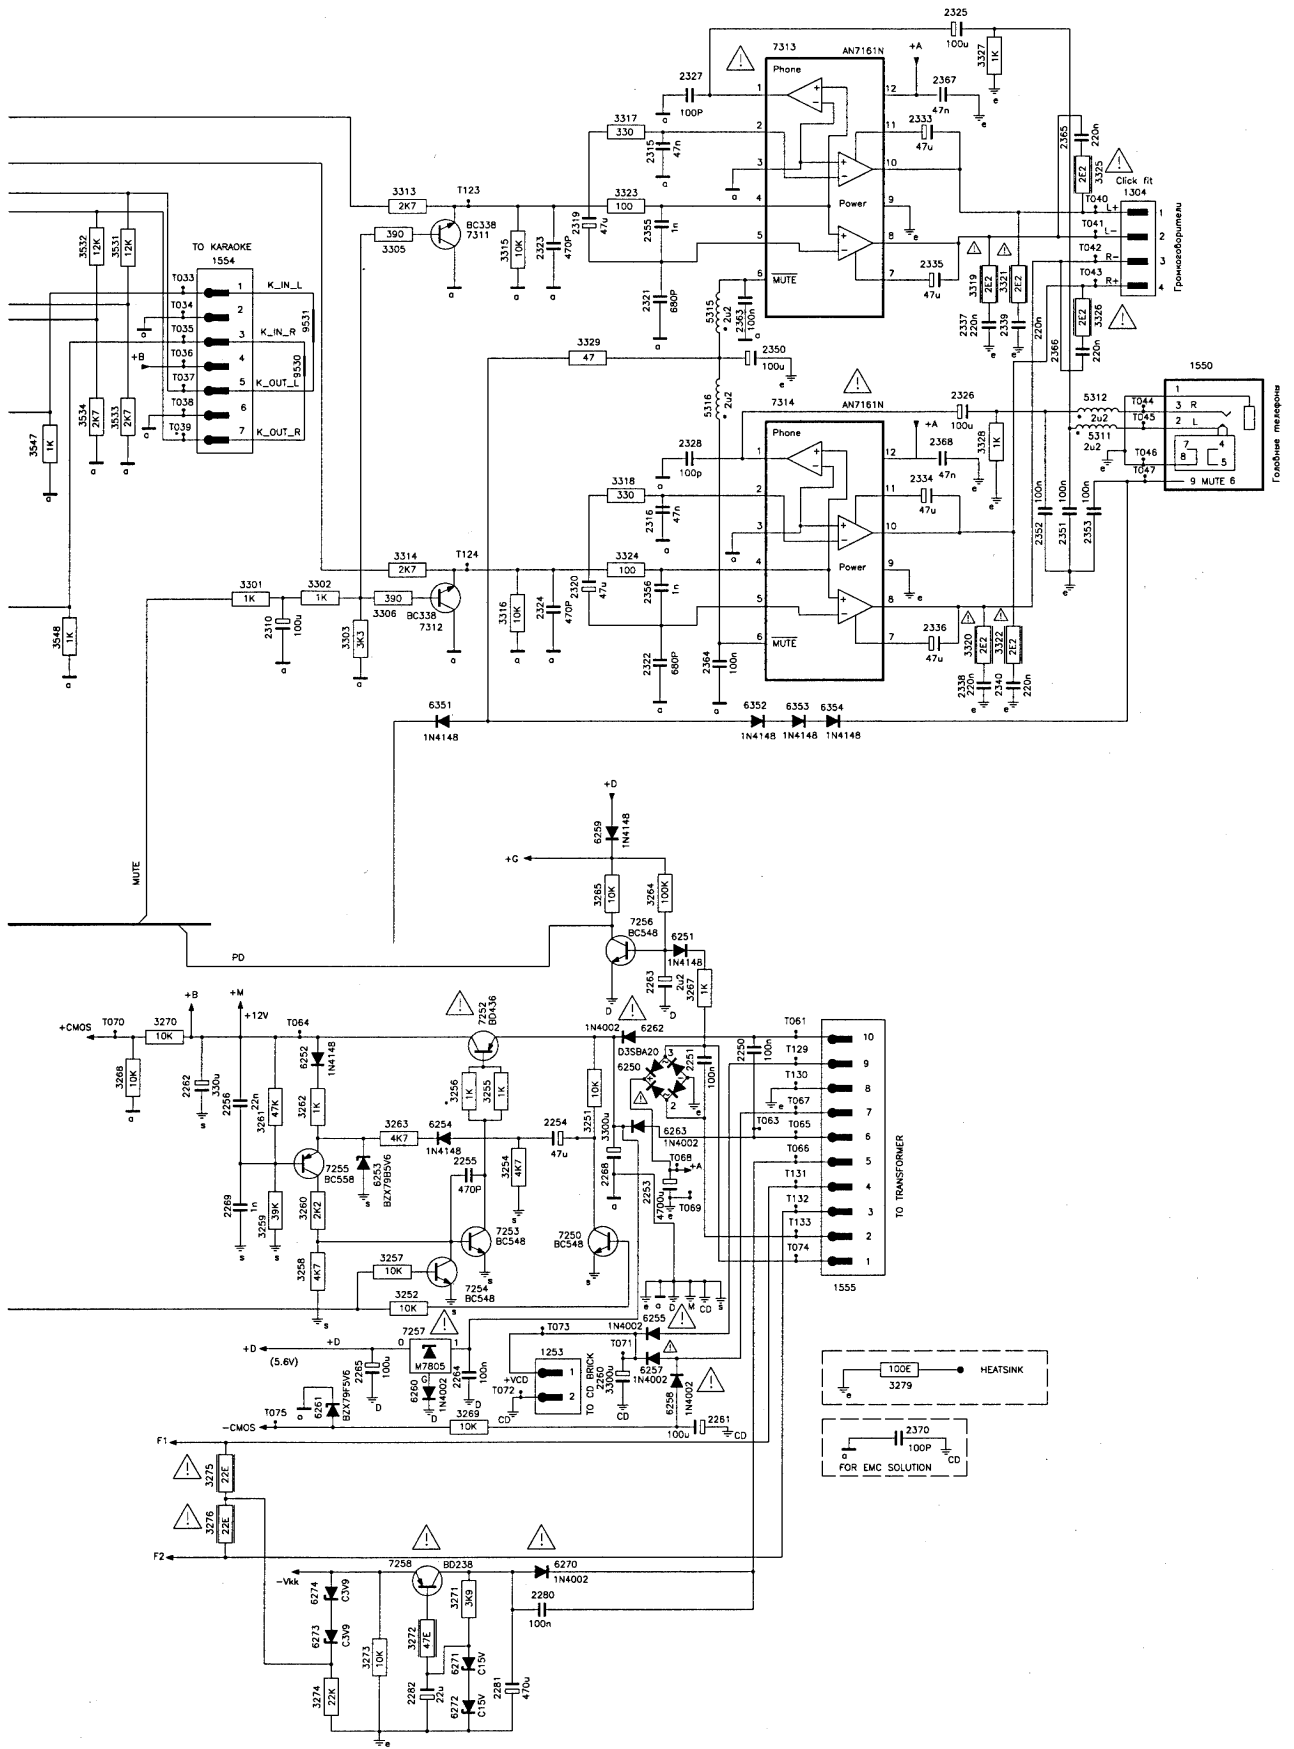 2325
100u
3327
1K
e
7313
AN7161N
+A
Phone
2327
100P
a
1
12
2367
47n
e
3317
330
2315
47n
a
2
11
2333
47u
2365
220n
3325
2E2
Click fit
1304
3
10
a
3313
2K7
T123
BC338
7311
390
3305
a
3315
10K
2323
470P
2319
47u
3323
100
2355
1n
4
Power
9
e
T040
L+
1
T041
L-
2
T042
R-
3
T043
R+
4
Громкоговорители
5
8
2335
47u
7
6
MUTE
2321
680P
a
5315
2u2
2363
100n
a
3319
2E2
3321
2E2
2337
220n
2339
220n
e
e
3326
2E2
2366
220n
3532
12K
3531
12K
TO KARAOKE
1554
T033
1
K_IN_L
T034
2
a
T035
3
K_IN_R
9531
+B
T036
4
9530
T037
5
K_OUT_L
T038
6
a
T039
7
K_OUT_R
3534
2K7
3533
2K7
a
a
3547
1K
a
3329
47
2350
100u
e
5316
2u2
7314
AN7161N
2326
100u
+A
3328
1K
e
5312
2u2
5311
2u2
1550
1
T044
3
R
T045
2
L
7
8
4
5
T046
T047
9
MUTE
6
e
Головные телефоны
Phone
2328
100p
a
1
12
2368
47n
e
3318
330
2316
47n
a
2
11
2334
47u
3
10
a
2352
100n
2351
100n
2353
100n
e
3314
2K7
T124
3324
100
2356
1n
4
Power
9
e
3301
1K
3302
1K
390
3306
BC338
7312
a
2310
100u
a
3303
3K3
a
3316
10K
a
2324
470P
a
2320
47u
5
8
2336
47u
7
6
MUTE
2322
680P
a
2364
100n
a
3320
2E2
3322
2E2
2338
220n
2340
220n
e
e
3548
1K
a
6351
1N4148
6352
1N4148
6353
1N4148
6354
1N4148
+D
6259
1N4148
+G
3265
10K
3264
100K
MUTE
7256
BC548
6251
1N4148
PD
D
2263
2u2
D
3267
1K
+B
+M
+12V
+CMOS
T070
3270
10K
T064
7252
BD436
1N4002
6262
T061
10
3268
10K
a
2262
330u
s
2256
22n
3261
47K
6252
1N4148
3262
1K
3256
1K
3255
1K
3251
10K
D3SBA20
6250
3
2
e
2251
100n
2250
100n
T129
9
T130
8
e
T067
7
T063
T065
6
T066
5
T131
4
T132
3
T133
2
T074
1
1555
TO TRANSFORMER
3263
4K7
6254
1N4148
2254
47u
3300u
2268
a
6263
1N4002
T068
+A
2253
4700u
T069
7255
BC558
6253
BZX79B5V6
s
2255
470P
3254
4K7
s
2269
1n
s
3259
39K
s
3260
2K2
7253
BC548
s
7250
BC548
s
3258
4K7
s
3257
10K
7254
BC548
s
3252
10K
e
a
D
M
CD
s
+D
(5.6V)
+D
7257
O
1
M7805
G
2265
100u
D
6260
1N4002
D
2264
100n
D
T073
1N4002
6255
+VCD
T072
CD
1253
1
2
TO CD BRICK
T071
2260
3300u
CD
6257
1N4002
6258
1N4002
6261
BZX79F5V6
a
-CMOS
T075
3269
10K
2261
100u
CD
100E
3279
HEATSINK
e
2370
100P
a
CD
FOR EMC SOLUTION
F1
3275
22E
3276
22E
F2
7258
BD238
6270
1N4002
-Vkk
6274
C3V9
6273
C3V9
3274
22K
3273
10K
3271
3K9
3272
47E
2280
100n
6271
C15V
6272
C15V
2282
22u
2281
470u
e